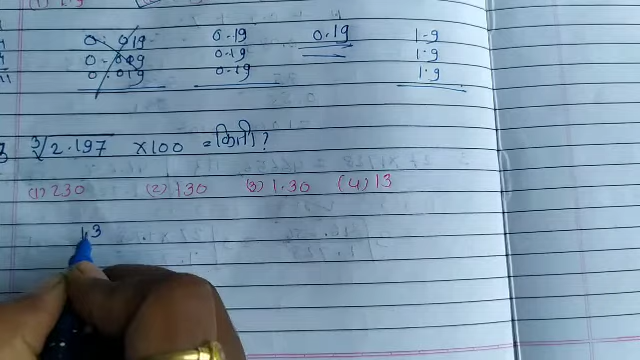 0.019 0.19 0.19 1.9
0.009 0.19 1.9
0.019 0.19 1.9
∛2.197 ×100 = किती?
(1) 230 (2) 130 (3) 1.30 (4) 13
13